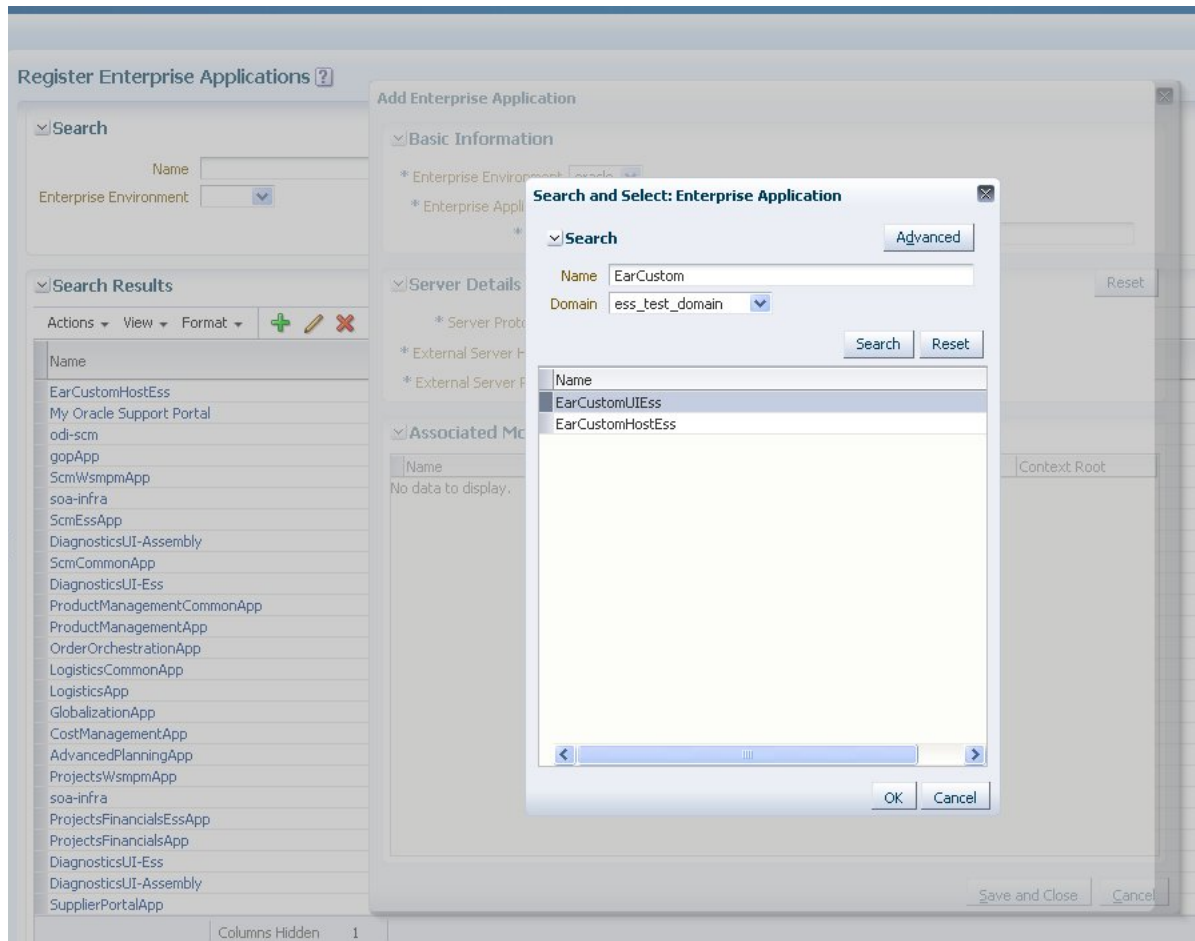 Register Enterprise Applications ?
Search
Name
Enterprise Environment
Search Results
Actions View Format
Name
EarCustomHostEss
My Oracle Support Portal
odi-scm
gopApp
ScmWsmpmApp
soa-infra
ScmEssApp
DiagnosticsUI-Assembly
ScmCommonApp
DiagnosticsUI-Ess
ProductManagementCommonApp
ProductManagementApp
OrderOrchestrationApp
LogisticsCommonApp
LogisticsApp
GlobalizationApp
CostManagementApp
AdvancedPlanningApp
ProjectsWsmpmApp
soa-infra
ProjectsFinancialsEssApp
ProjectsFinancialsApp
DiagnosticsUI-Ess
DiagnosticsUI-Assembly
SupplierPortalApp
Columns Hidden 1
Add Enterprise Application
Basic Information
* Enterprise Environment oracle
* Enterprise Appli
*
Server Details
Reset
* Server Proto
* External Server H
* External Server P
Associated Mo
Name
Context Root
No data to display.
Save and Close Cancel
Search and Select: Enterprise Application
Search
Advanced
Name EarCustom
Domain ess_test_domain
Search Reset
Name
EarCustomUIEss
EarCustomHostEss
OK Cancel